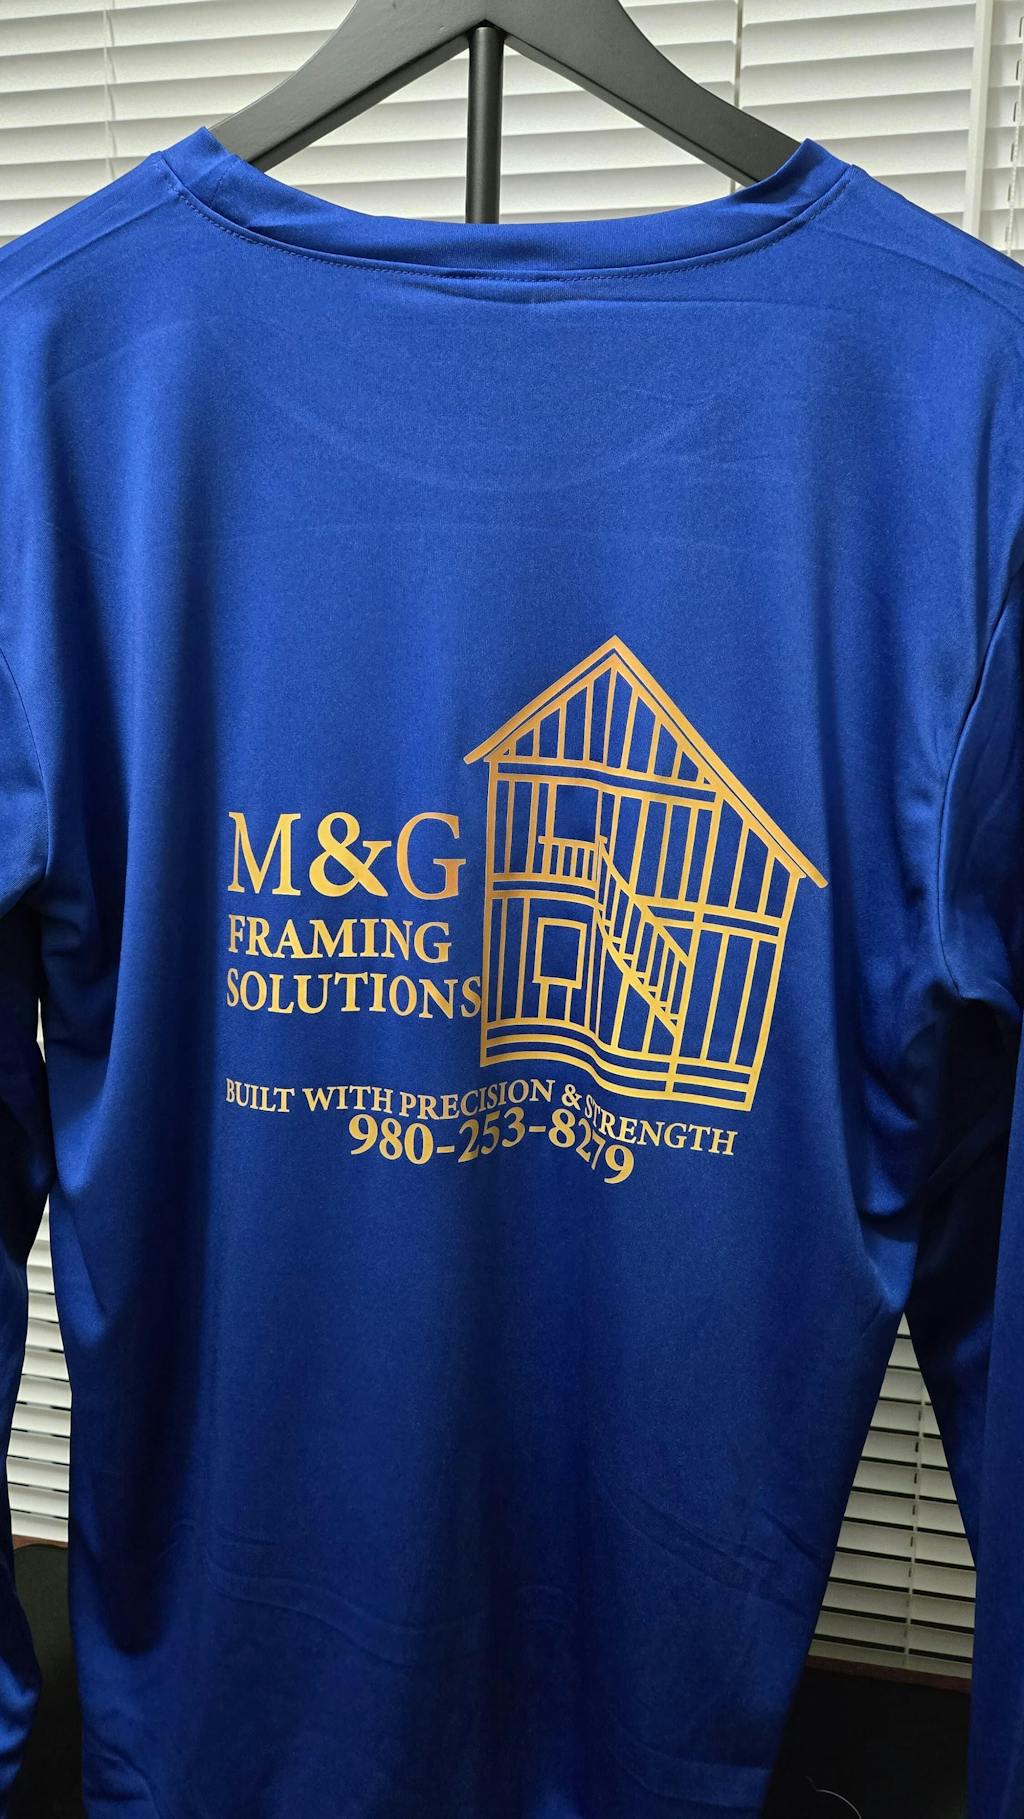 M&G
FRAMING
SOLUTIONS
BUILT WITH PRECISION & STRENGTH
980-253-8279